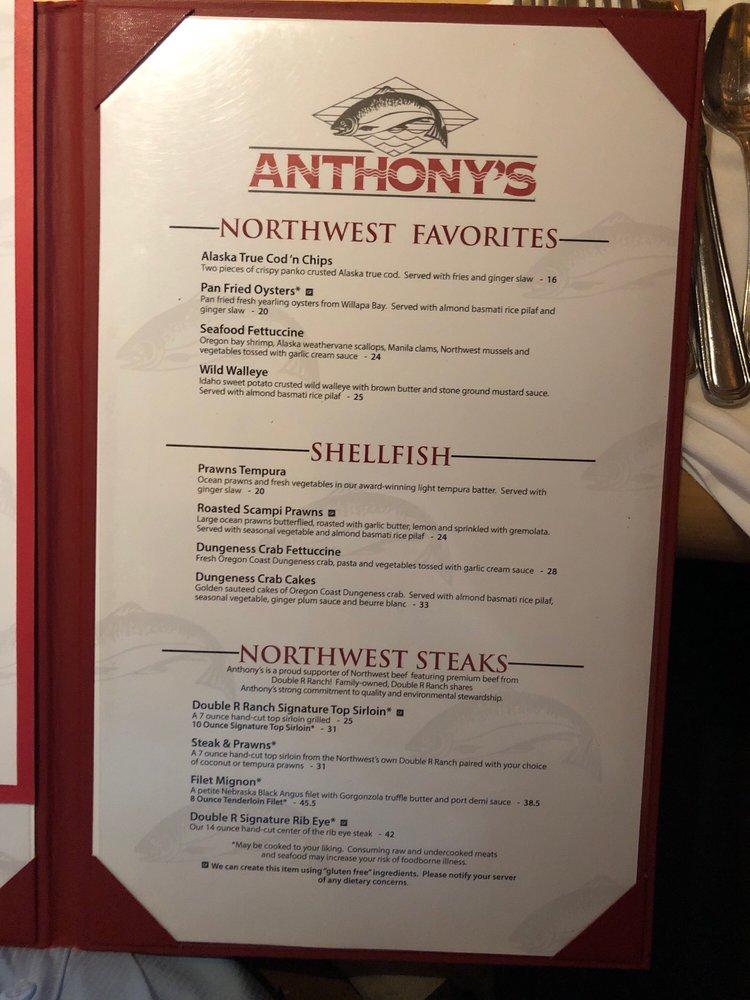 ANTHONY'S
NORTHWEST FAVORITES
Alaska True Cod 'n Chips
Two pieces of crispy panko crusted Alaska true cod. Served with fries and ginger slaw - 16
Pan Fried Oysters*
Pan fried fresh yearling oysters from Willapa Bay. Served with almond basmati rice pilaf and
ginger slaw - 20
Seafood Fettuccine
Oregon bay shrimp, Alaska weathervane scallops, Manila clams, Northwest mussels and
vegetables tossed with garlic cream sauce - 24
Wild Walleye
Idaho sweet potato crusted wild walleye with brown butter and stone ground mustard sauce.
Served with almond basmati rice pilaf - 25
SHELLFISH
Prawns Tempura
Ocean prawns and fresh vegetables in our award-winning light tempura batter. Served with
ginger slaw - 20
Roasted Scampi Prawns
Large ocean prawns butterflied, roasted with garlic butter, lemon and sprinkled with gremolata.
Served with seasonal vegetable and almond basmati rice pilaf - 24
Dungeness Crab Fettuccine
Fresh Oregon Coast Dungeness crab, pasta and vegetables tossed with garlic cream sauce - 28
Dungeness Crab Cakes
Golden sauteed cakes of Oregon Coast Dungeness crab. Served with almond basmati rice pilaf,
seasonal vegetable, ginger plum sauce and beurre blanc - 33
NORTHWEST STEAKS
Anthony's is a proud supporter of Northwest beef featuring premium beef from
Double R Ranch! Family-owned, Double R Ranch shares
Anthony's strong commitment to quality and environmental stewardship.
Double R Ranch Signature Top Sirloin*
A 7 ounce hand-cut top sirloin grilled - 25
10 Ounce Signature Top Sirloin* - 31
Steak & Prawns*
A 7 ounce hand-cut top sirloin from the Northwest's own Double R Ranch paired with your choice
of coconut or tempura prawns - 31
Filet Mignon*
A petite Nebraska Black Angus filet with Gorgonzola truffle butter and port demi sauce - 38.5
8 Ounce Tenderloin Filet* - 45.5
Double R Signature Rib Eye*
Our 14 ounce hand-cut center of the rib eye steak - 42
*May be cooked to your liking. Consuming raw and undercooked meats
and seafood may increase your risk of foodborne illness.
We can create this item using "gluten free" ingredients. Please notify your server
of any dietary concerns.